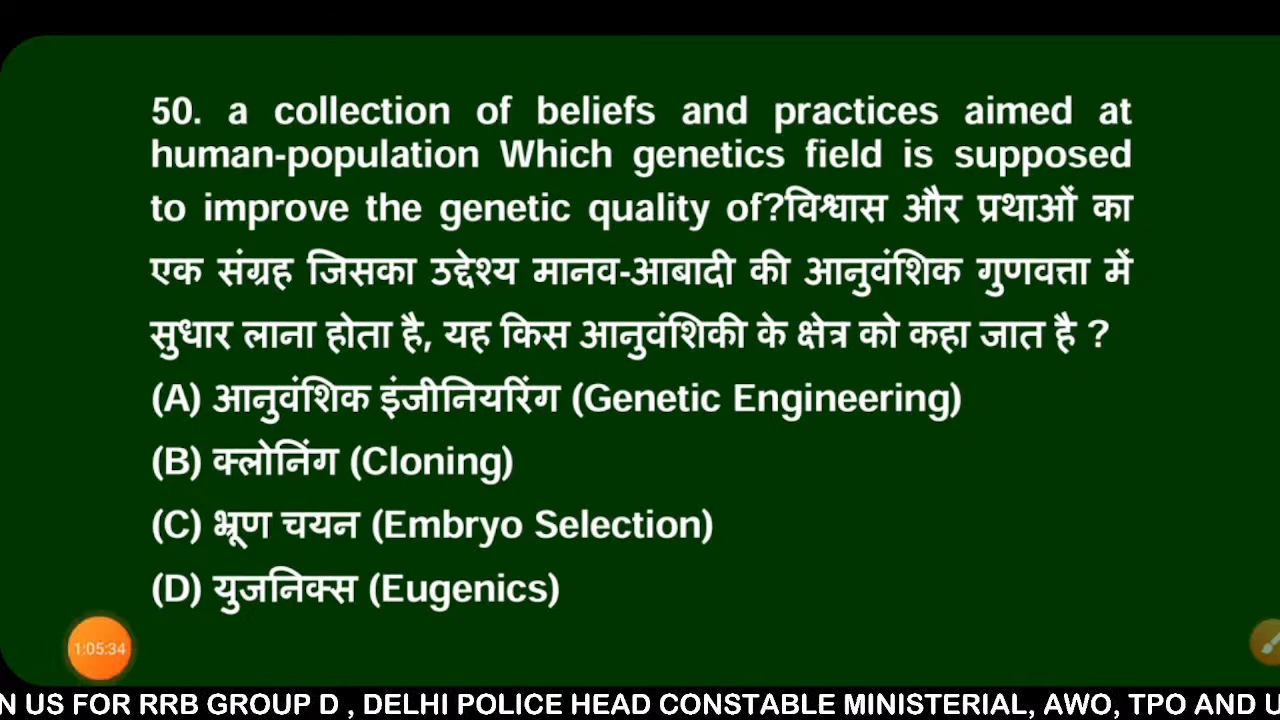 50. a collection of beliefs and practices aimed at
human-population Which genetics field is supposed
to improve the genetic quality of?विश्वास और प्रथाओं का
एक संग्रह जिसका उद्देश्य मानव-आबादी की आनुवंशिक गुणवत्ता में
सुधार लाना होता है, यह किस आनुवंशिकी के क्षेत्र को कहा जात है ?
(A) आनुवंशिक इंजीनियरिंग (Genetic Engineering)
(B) क्लोनिंग (Cloning)
(C) भ्रूण चयन (Embryo Selection)
(D) युजनिक्स (Eugenics)
1:05:34
N US FOR RRB GROUP D , DELHI POLICE HEAD CONSTABLE MINISTERIAL, AWO, TPO AND U